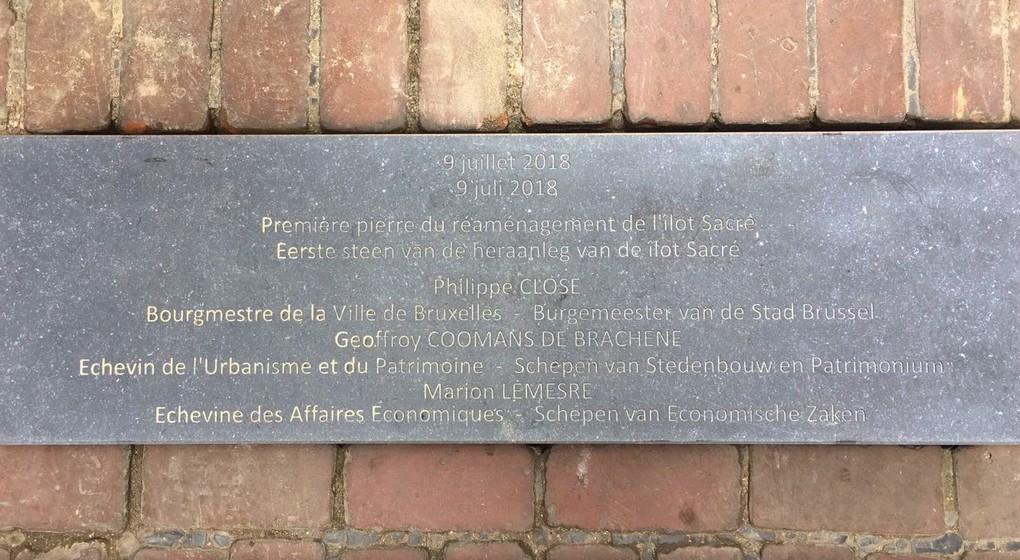 9 juillet 2018
9 juli 2018
Première pierre du réaménagement de l'îlot Sacré
Eerste steen van de heraanleg van de îlot Sacré
Philippe CLOSE
Bourgmestre de la Ville de Bruxelles - Burgemeester van de Stad Brussel
Geoffroy COOMANS DE BRACHENE
Echevin de l'Urbanisme et du Patrimoine - Schepen van Stedenbouw en Patrimonium
Marion LEMESRE
Echevine des Affaires Economiques - Schepen van Economische Zaken